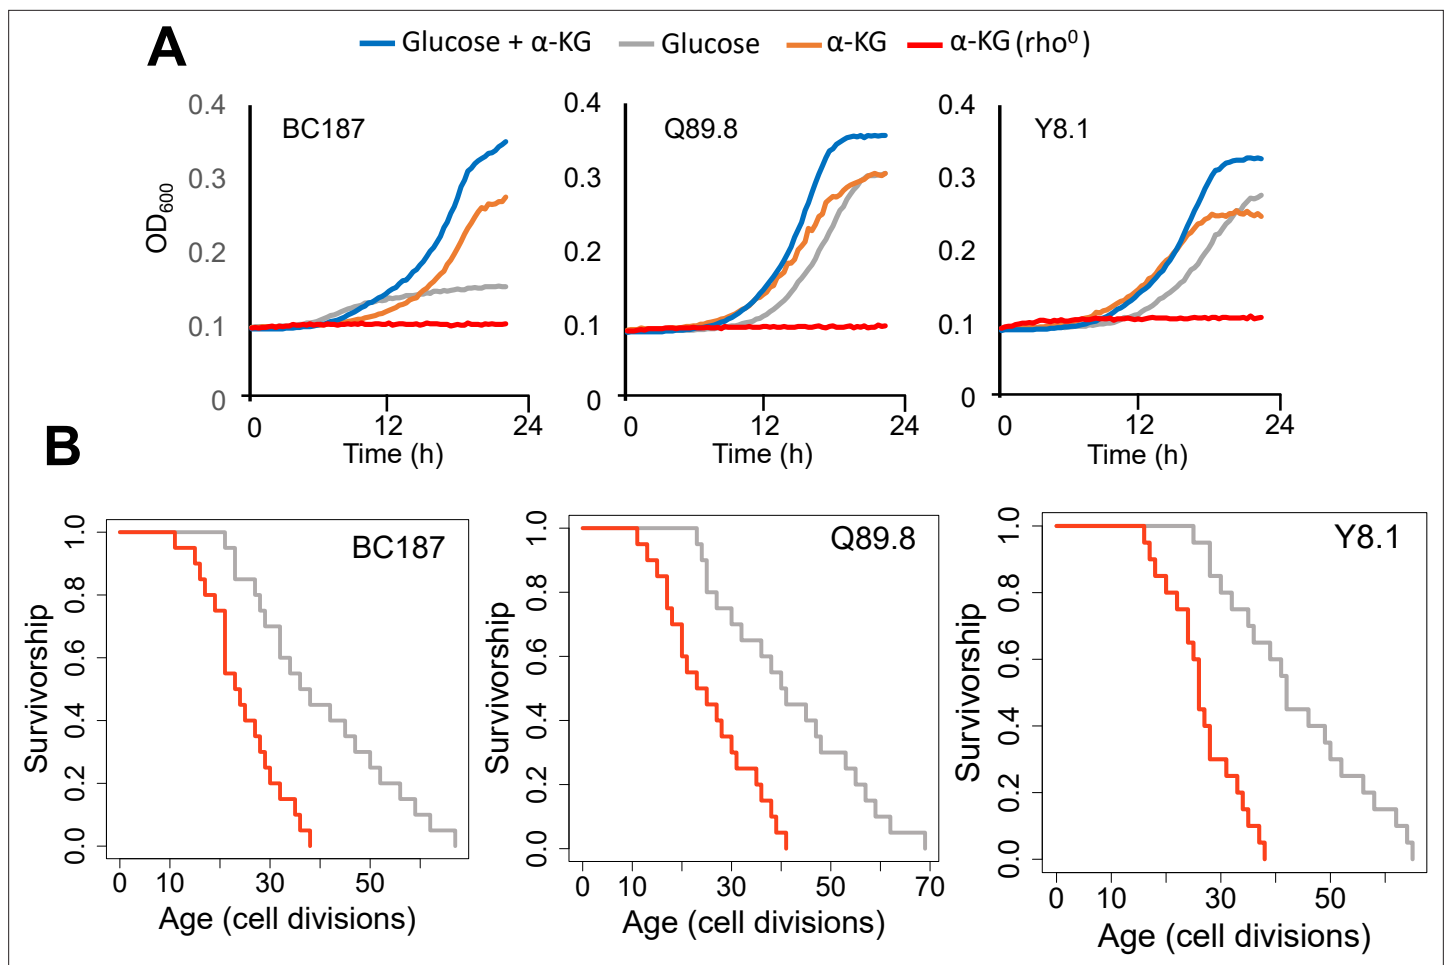 A
Glucose + α-KG Glucose α-KG α-KG (rho⁰)
BC187 Q89.8 Y8.1
OD₆₀₀
0.4
0.3
0.2
0.1
0
0 12 24
Time (h)
0.4
0.3
0.2
0.1
0
0 12 24
Time (h)
0.4
0.3
0.2
0.1
0
0 12 24
Time (h)
B
BC187
Survivorship
1.0
0.8
0.6
0.4
0.2
0.0
0 10 30 50
Age (cell divisions)
Q89.8
Survivorship
1.0
0.8
0.6
0.4
0.2
0.0
0 10 30 50 70
Age (cell divisions)
Y8.1
Survivorship
1.0
0.8
0.6
0.4
0.2
0.0
0 10 30 50
Age (cell divisions)